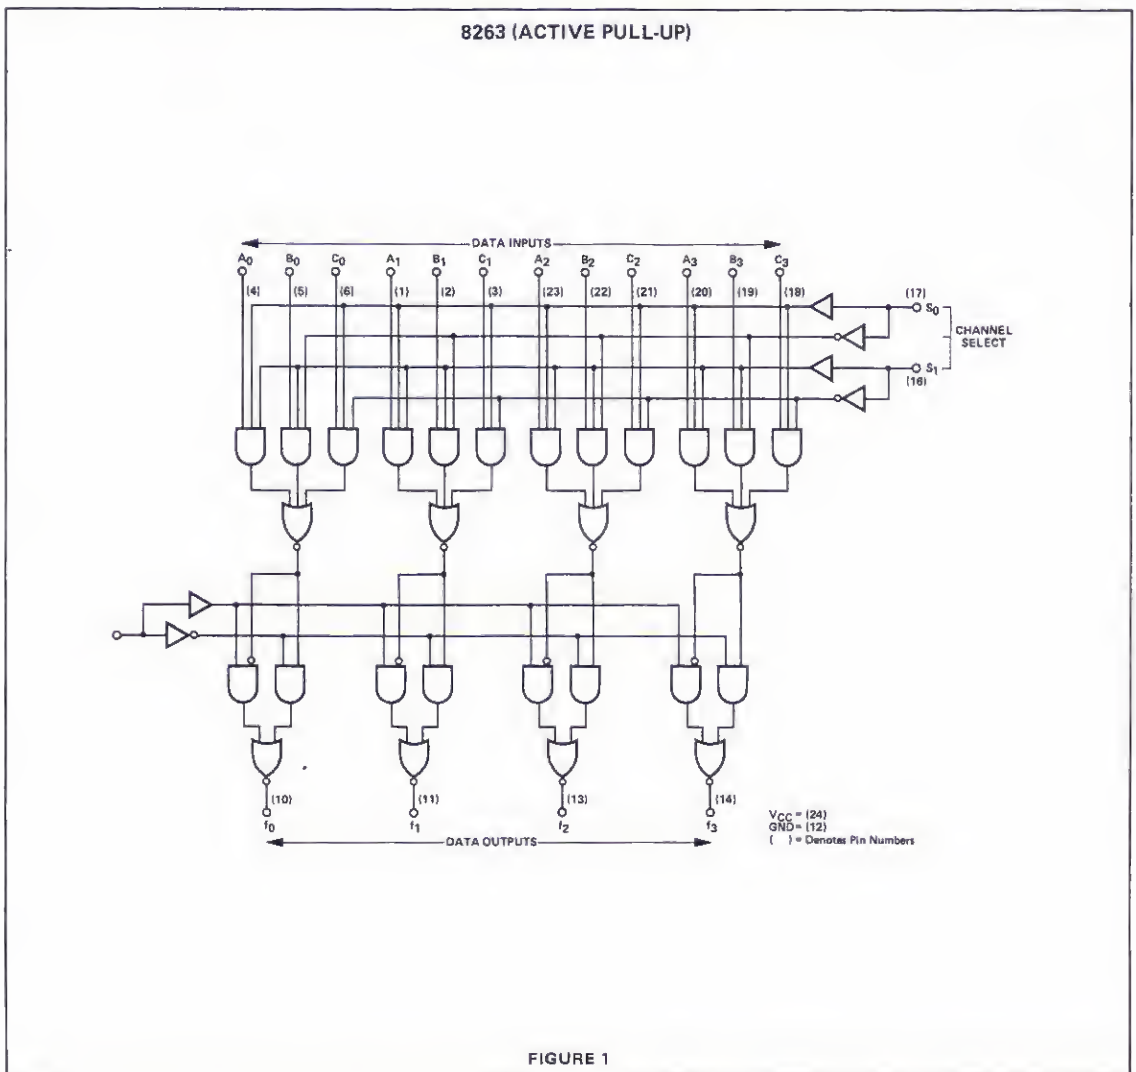 8263 (ACTIVE PULL-UP)
DATA INPUTS
A0 B0 C0 A1 B1 C1 A2 B2 C2 A3 B3 C3
(4) (5) (6) (1) (2) (3) (23) (22) (21) (20) (19) (18)
(17)
S0
CHANNEL
SELECT
S1
(16)
(10) (11) (13) (14)
f0 f1 f2 f3
DATA OUTPUTS
VCC = (24)
GND = (12)
( ) = Denotes Pin Numbers
FIGURE 1